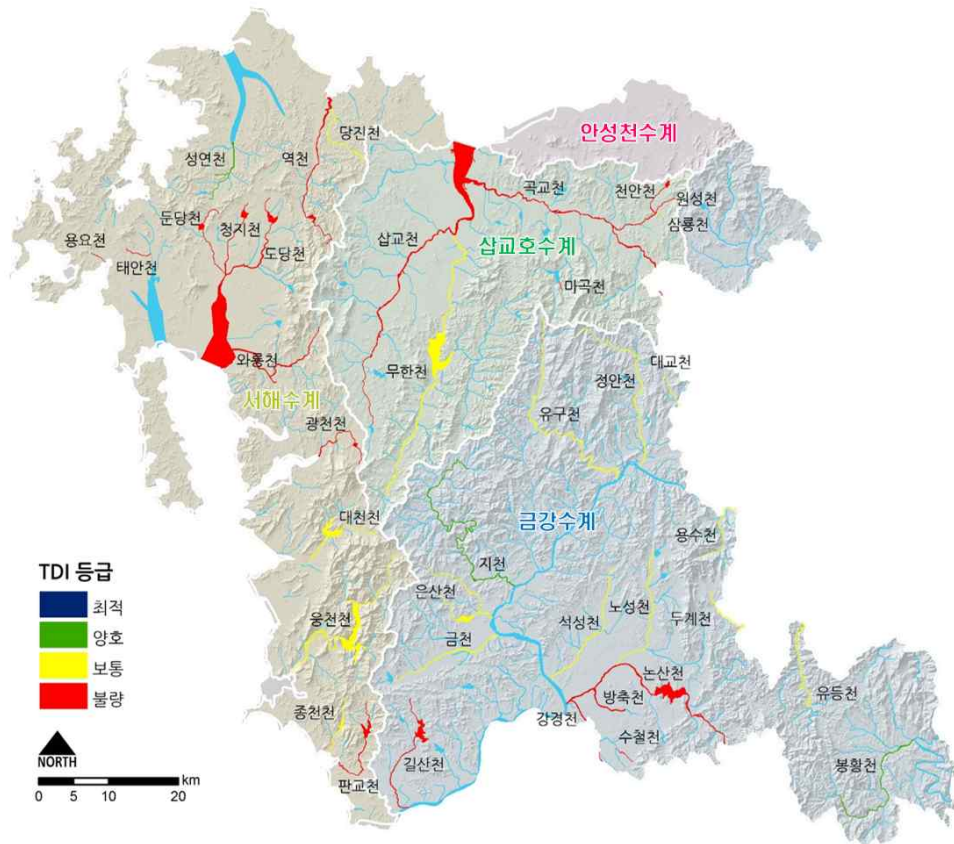 안성천수계
당진천
성연천
역천
곡교천
천안천
원성천
삼룡천
둔당천
청지천
용요천
도당천
삽교천
삽교호수계
태안천
마곡천
와룡천
무한천
대교천
정안천
서해수계
유구천
광천천
대천천
금강수계
용수천
지천
TDI 등급
최적
양호
보통
불량
은산천
노성천
석성천
두계천
웅천천
금천
논산천
방축천
유등천
종천천
강경천
수철천
NORTH
길산천
봉황천
판교천
km
0 5 10 20